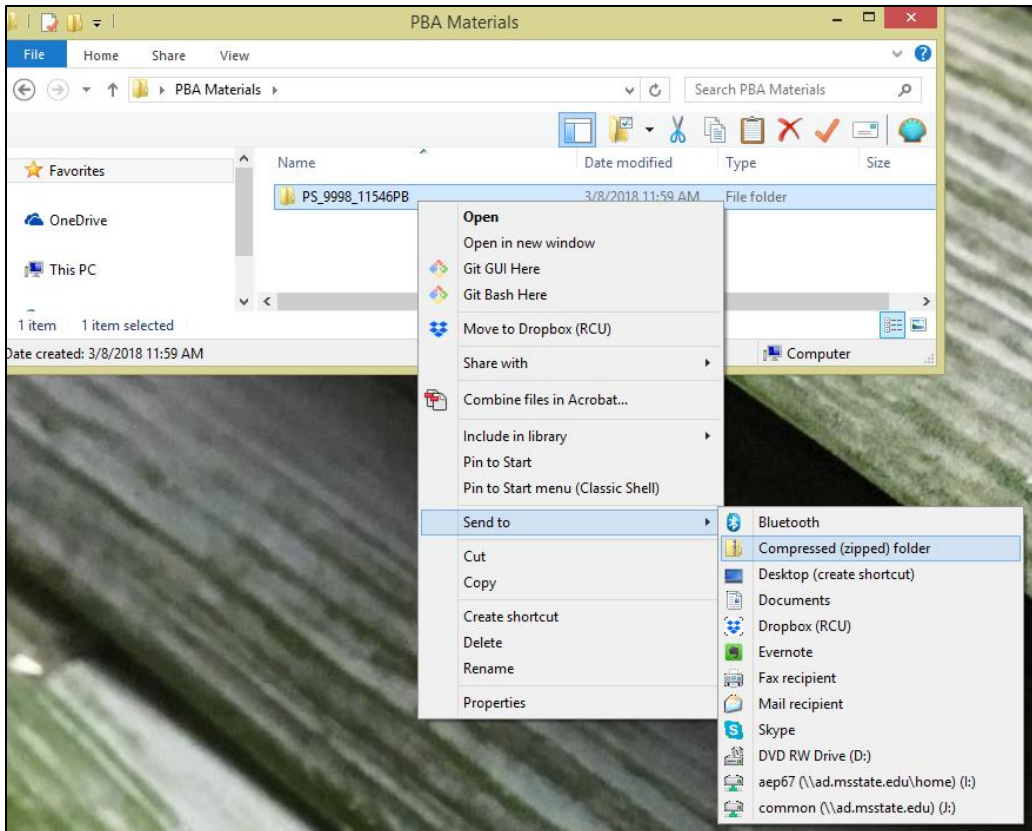 PBA Materials
File Home Share View
PBA Materials
Search PBA Materials
Name Date modified Type Size
Favorites
PS_9998_11546PB 3/8/2018 11:59 AM File folder
OneDrive
This PC
1 item 1 item selected
Date created: 3/8/2018 11:59 AM
Computer
Open
Open in new window
Git GUI Here
Git Bash Here
Move to Dropbox (RCU)
Share with
Combine files in Acrobat...
Include in library
Pin to Start
Pin to Start menu (Classic Shell)
Send to
Cut
Copy
Create shortcut
Delete
Rename
Properties
Bluetooth
Compressed (zipped) folder
Desktop (create shortcut)
Documents
Dropbox (RCU)
Evernote
Fax recipient
Mail recipient
Skype
DVD RW Drive (D:)
aep67 (\\ad.msstate.edu\home) (I:)
common (\\ad.msstate.edu) (J:)